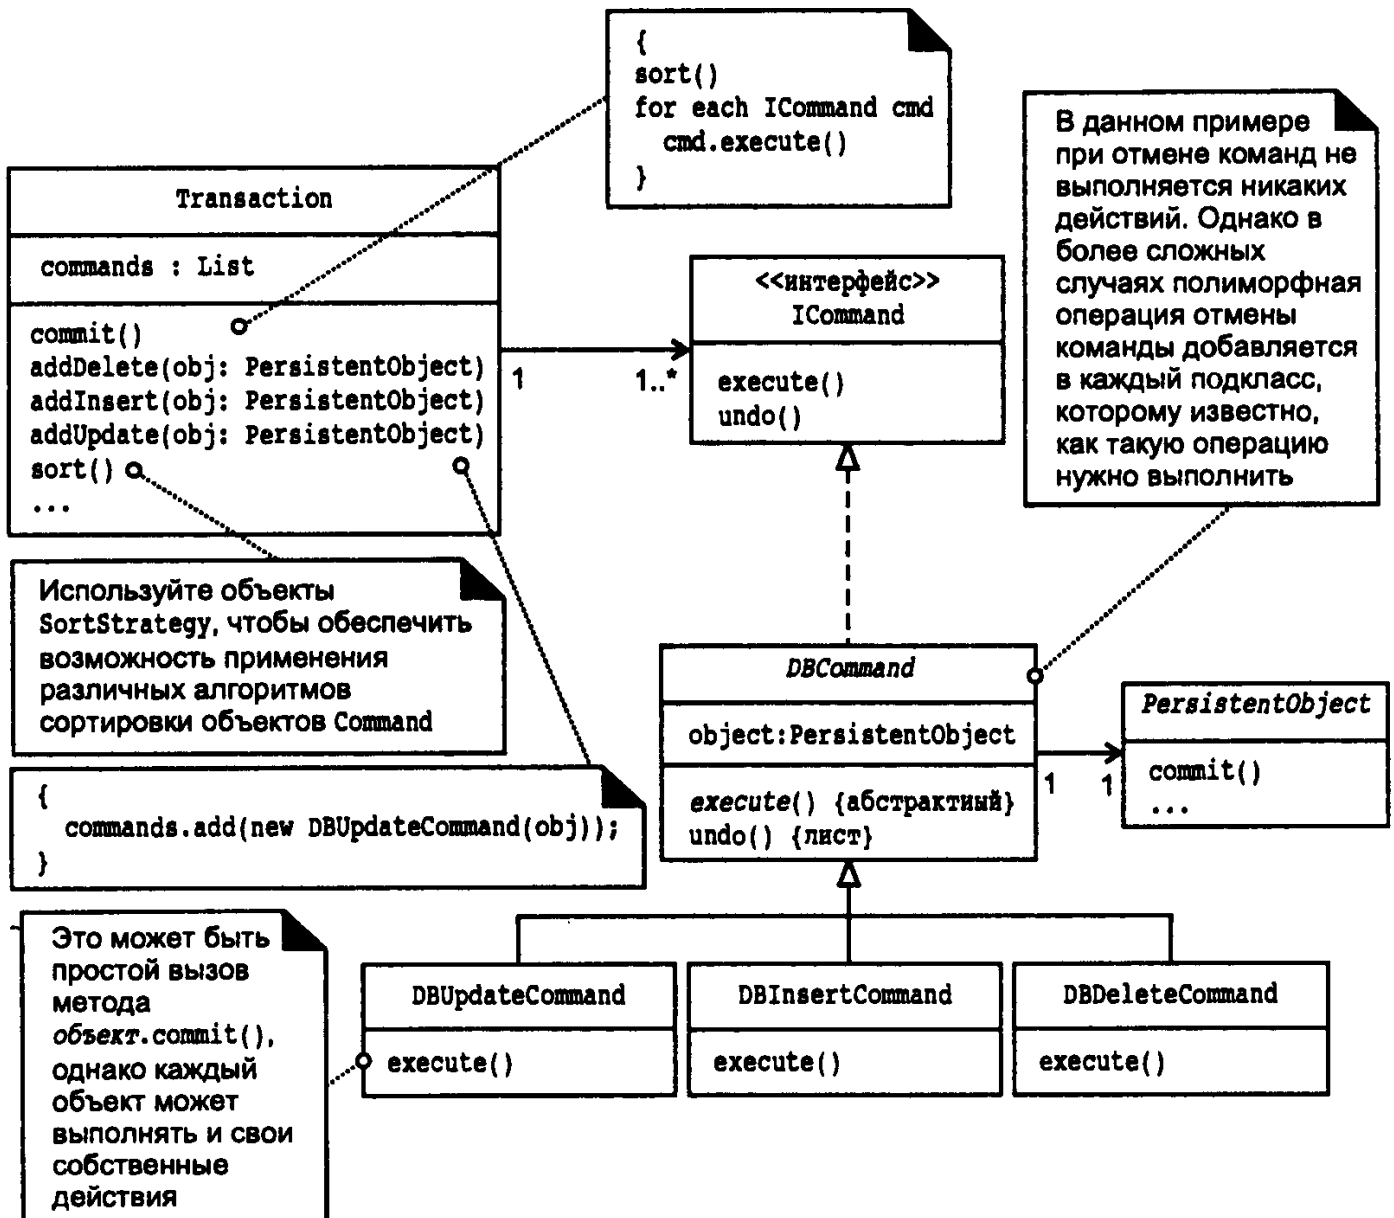 {
sort()
for each ICommand cmd
cmd.execute()
}
В данном примере
при отмене команд не
выполняется никаких
действий. Однако в
более сложных
случаях полиморфная
операция отмены
команды добавляется
в каждый подкласс,
которому известно,
как такую операцию
нужно выполнить
Transaction
commands : List
commit()
addDelete(obj: PersistentObject)
addInsert(obj: PersistentObject)
addUpdate(obj: PersistentObject)
sort()
...
1
1..*
<<интерфейс>>
ICommand
execute()
undo()
Используйте объекты
SortStrategy, чтобы обеспечить
возможность применения
различных алгоритмов
сортировки объектов Command
{
commands.add(new DBUpdateCommand(obj));
}
DBCommand
object:PersistentObject
execute() {абстрактный}
undo() {лист}
1
1
PersistentObject
commit()
...
Это может быть
простой вызов
метода
объект.commit(),
однако каждый
объект может
выполнять и свои
собственные
действия
DBUpdateCommand
execute()
DBInsertCommand
execute()
DBDeleteCommand
execute()